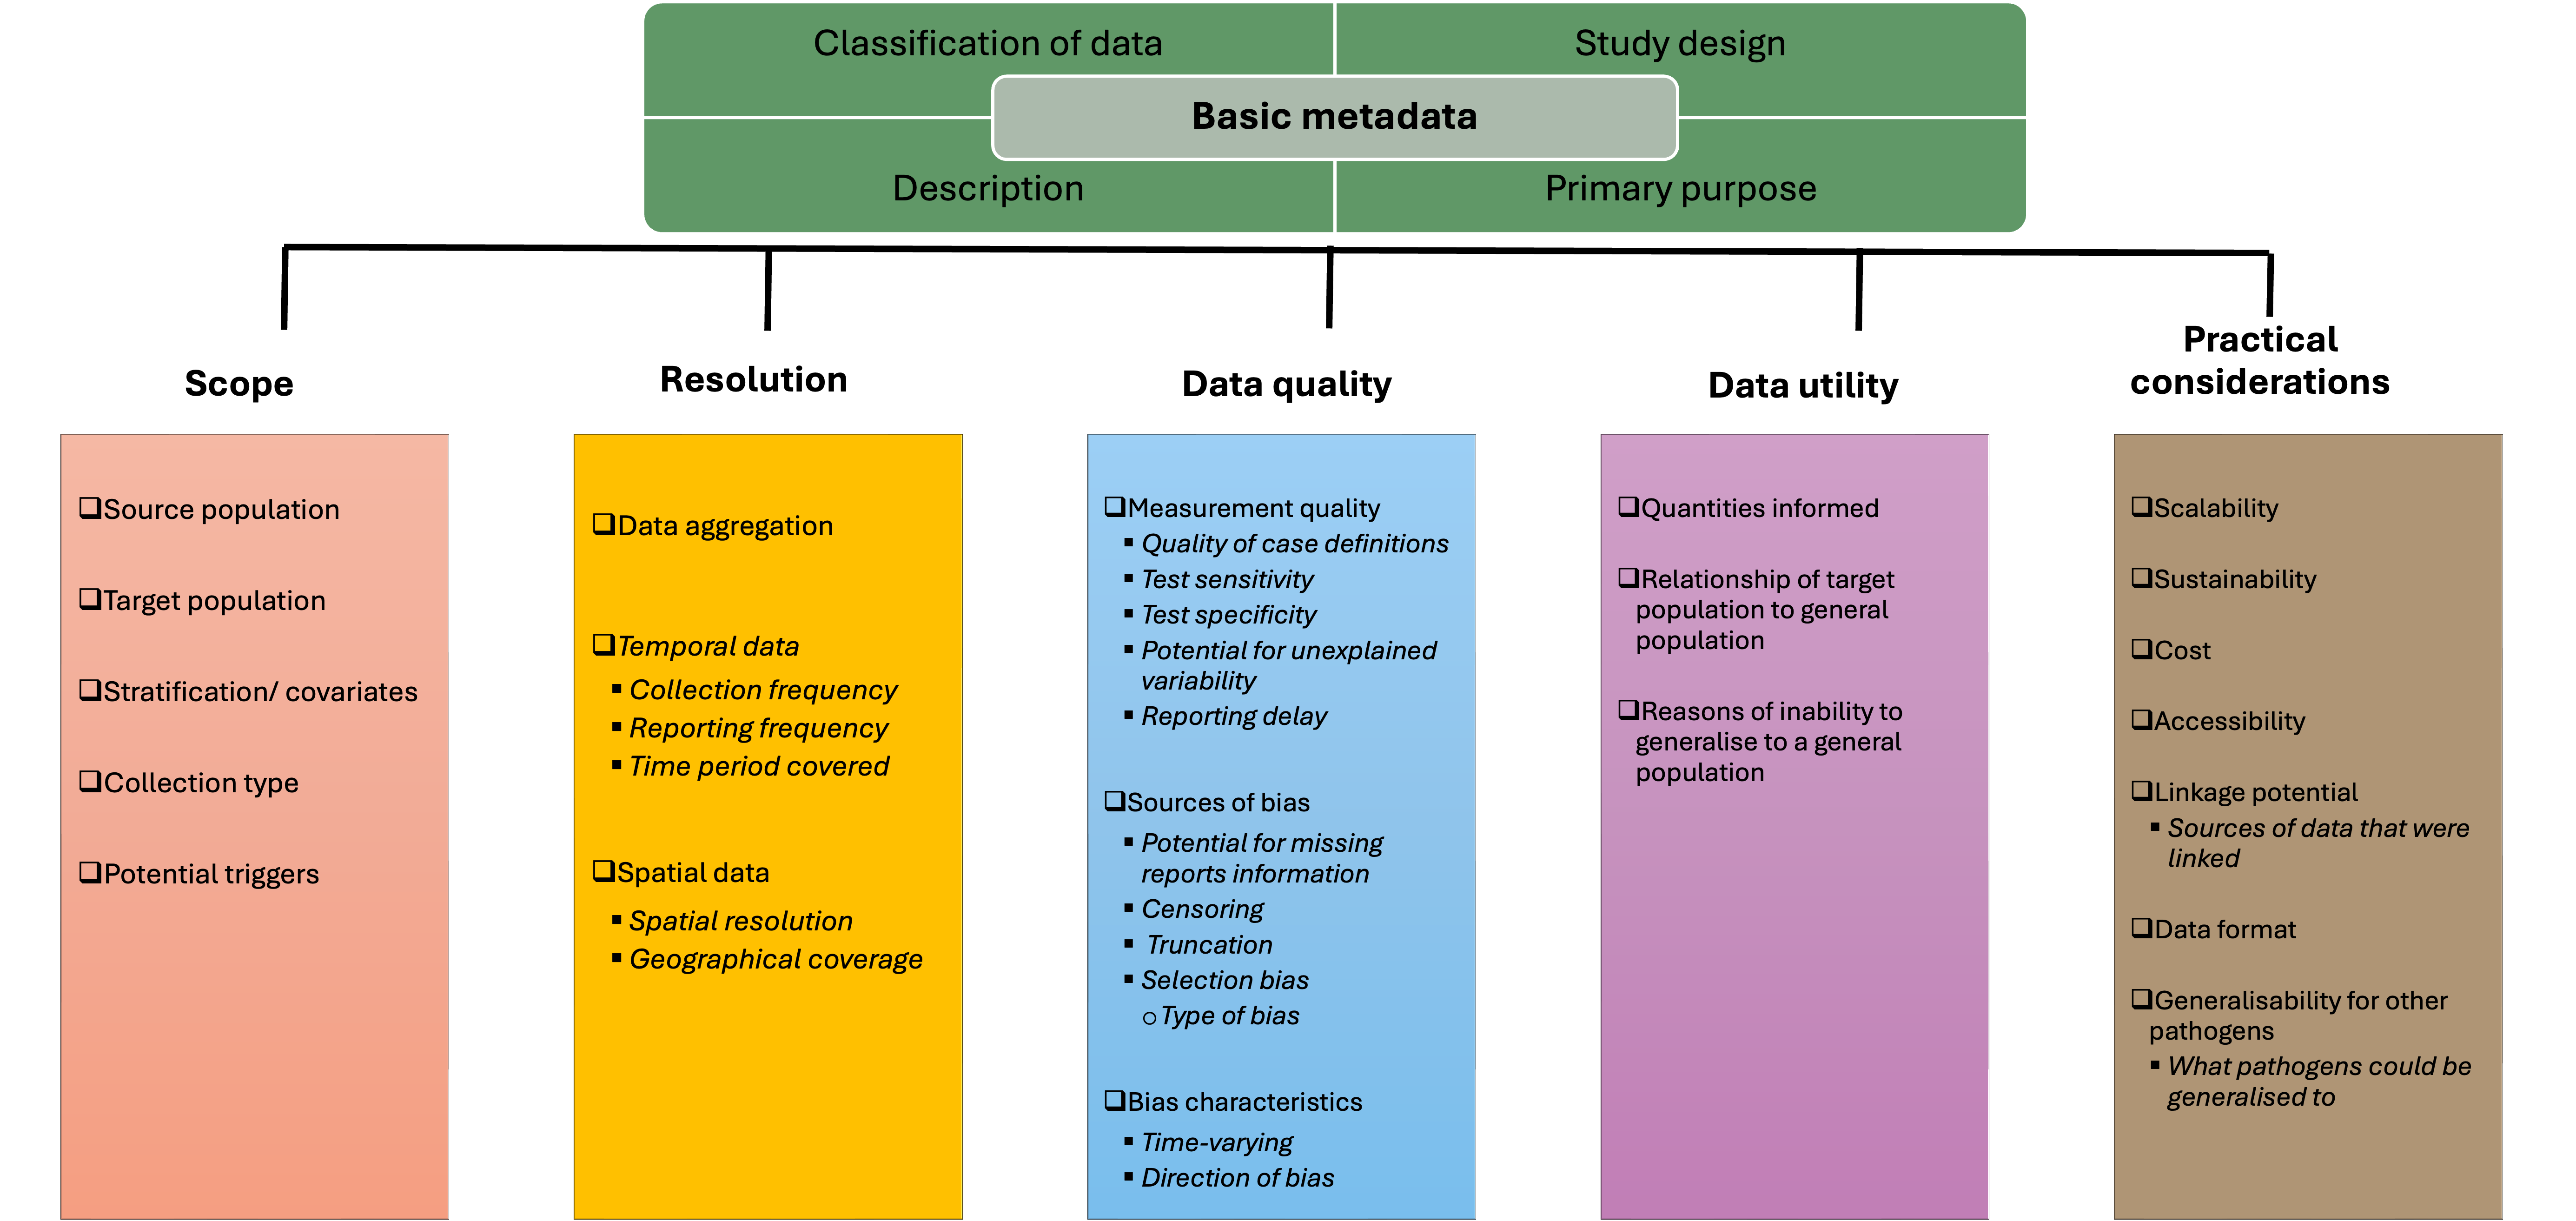 Classification of data
Study design
Basic metadata
Description
Primary purpose
Scope
Resolution
Data quality
Data utility
Practical
considerations
❑Source population
❑Target population
❑Stratification/ covariates
❑Collection type
❑Potential triggers
❑Data aggregation
❑Temporal data
▪ Collection frequency
▪ Reporting frequency
▪ Time period covered
❑Spatial data
▪ Spatial resolution
▪ Geographical coverage
❑Measurement quality
▪ Quality of case definitions
▪ Test sensitivity
▪ Test specificity
▪ Potential for unexplained
variability
▪ Reporting delay
❑Sources of bias
▪ Potential for missing
reports information
▪ Censoring
▪ Truncation
▪ Selection bias
○ Type of bias
❑Bias characteristics
▪ Time-varying
▪ Direction of bias
❑Quantities informed
❑Relationship of target
population to general
population
❑Reasons of inability to
generalise to a general
population
❑Scalability
❑Sustainability
❑Cost
❑Accessibility
❑Linkage potential
▪ Sources of data that were
linked
❑Data format
❑Generalisability for other
pathogens
▪ What pathogens could be
generalised to